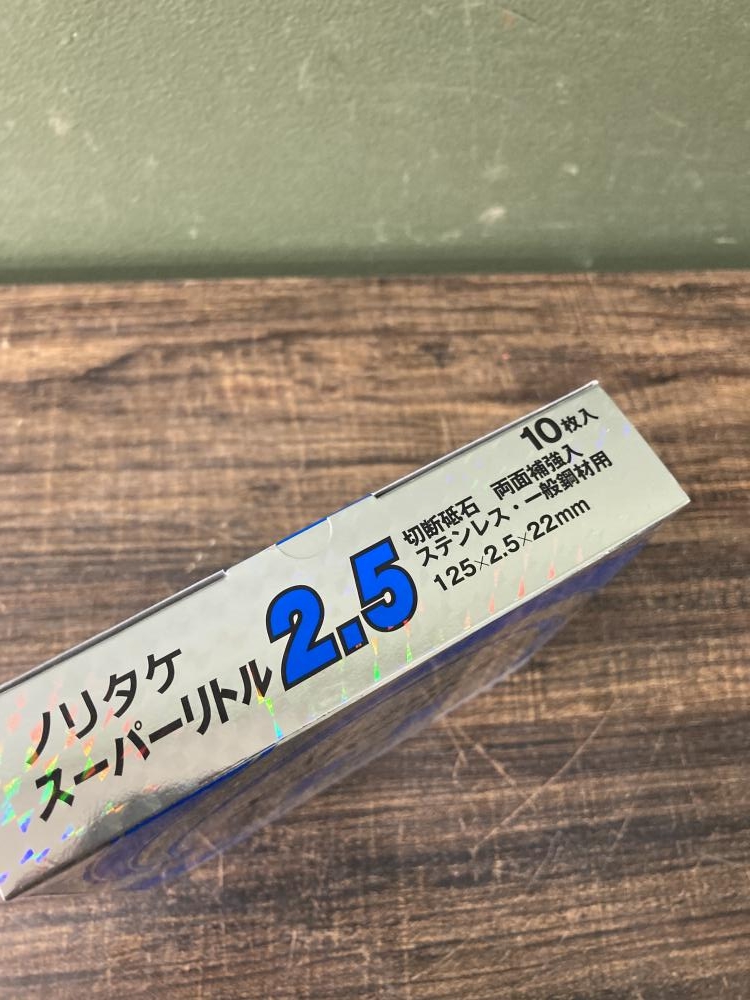 ノリタケ
スーパーリトル2.5
10枚入
切断砥石 両面補強入
ステンレス・一般鋼材用
125×2.5×22mm